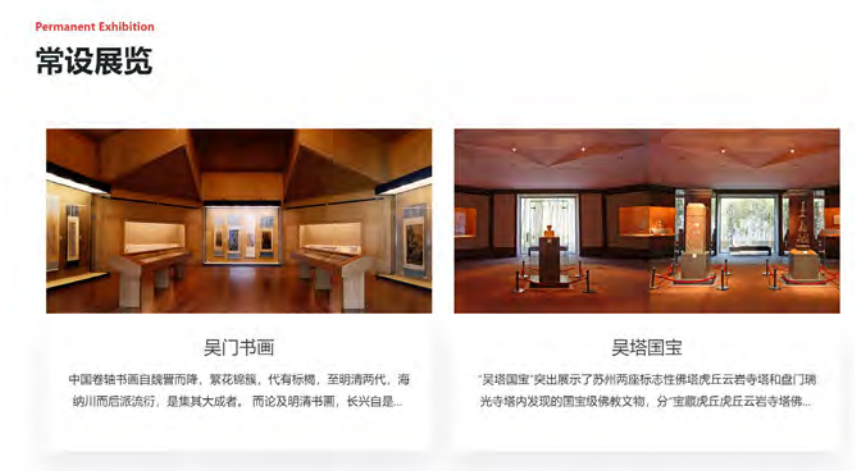 Permanent Exhibition
常设展览
吴门书画
中国卷轴书画自魏晋而降，繁花锦簇，代有标榜，至明清两代，海
纳川而后派流衍，是集其大成者。 而论及明清书画，长兴自是...
吴塔国宝
“吴塔国宝”突出展示了苏州两座标志性佛塔虎丘云岩寺塔和盘门瑞
光寺塔内发现的国宝级佛教文物，分“宝藏虎丘虎丘云岩寺塔佛...